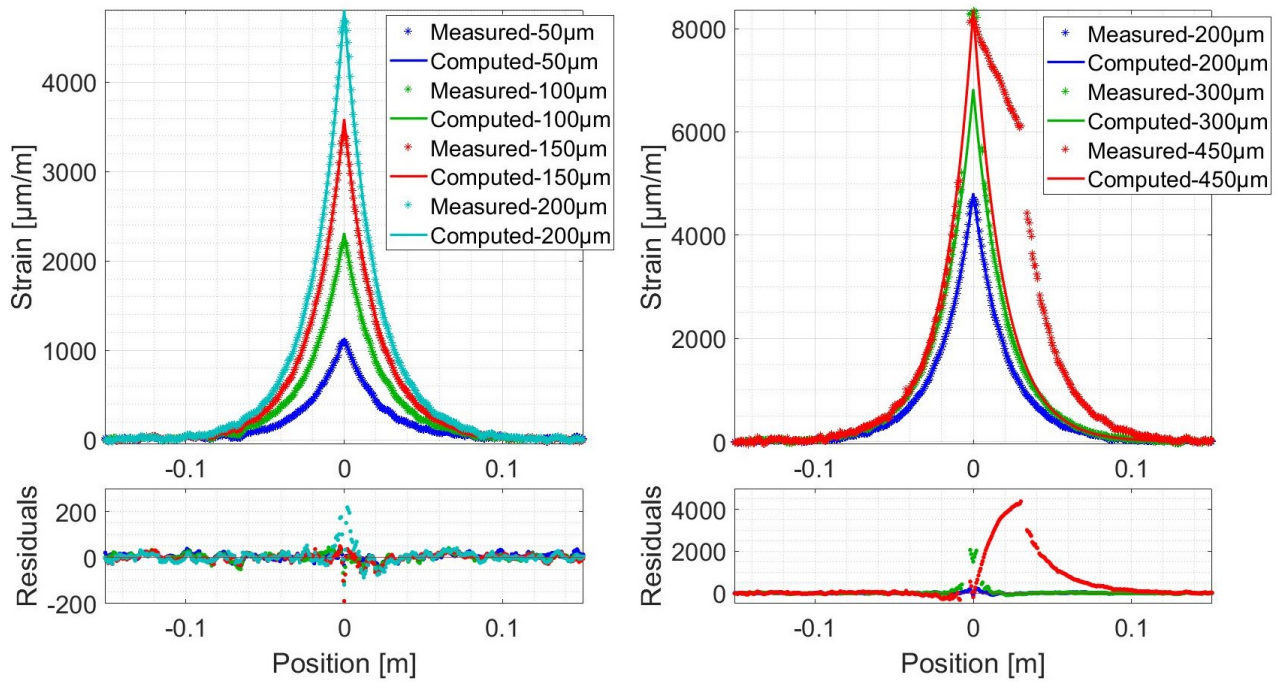 Strain [µm/m]
4000
3000
2000
1000
0
Measured-50µm
Computed-50µm
Measured-100µm
Computed-100µm
Measured-150µm
Computed-150µm
Measured-200µm
Computed-200µm
-0.1
0
0.1
Residuals
200
0
-200
-0.1
0
0.1
Position [m]
Strain [µm/m]
8000
6000
4000
2000
0
Measured-200µm
Computed-200µm
Measured-300µm
Computed-300µm
Measured-450µm
Computed-450µm
-0.1
0
0.1
Residuals
4000
2000
0
-0.1
0
0.1
Position [m]